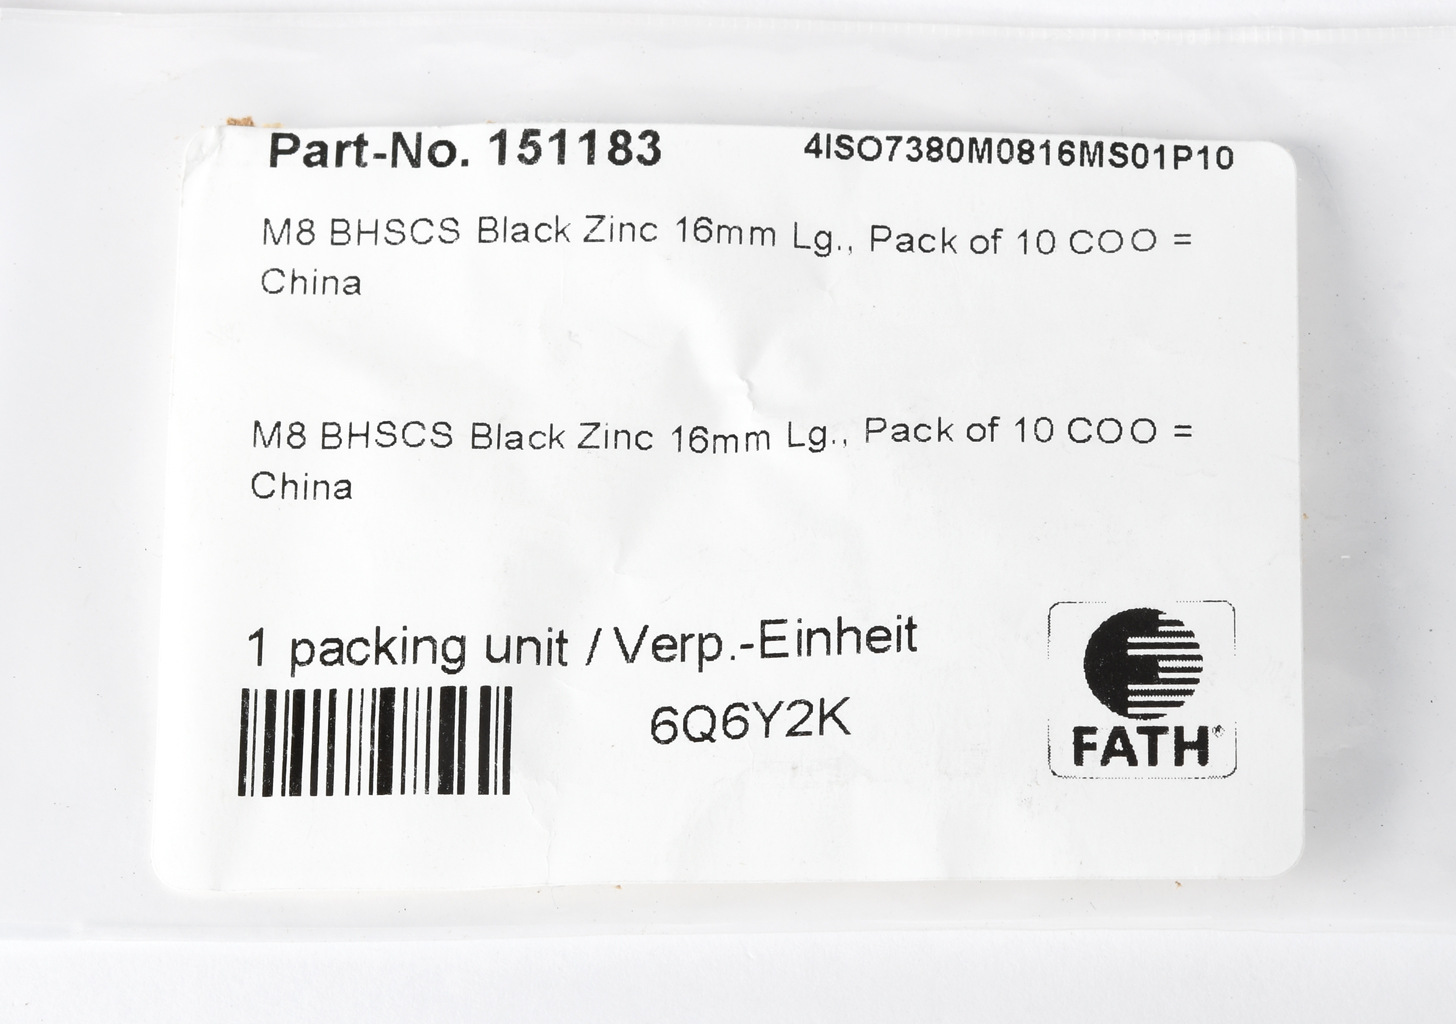 Part-No. 151183 4ISO7380M0816MS01P10
M8 BHSCS Black Zinc 16mm Lg., Pack of 10 COO =
China
M8 BHSCS Black Zinc 16mm Lg., Pack of 10 COO =
China
1 packing unit / Verp.-Einheit
6Q6Y2K
FATH®